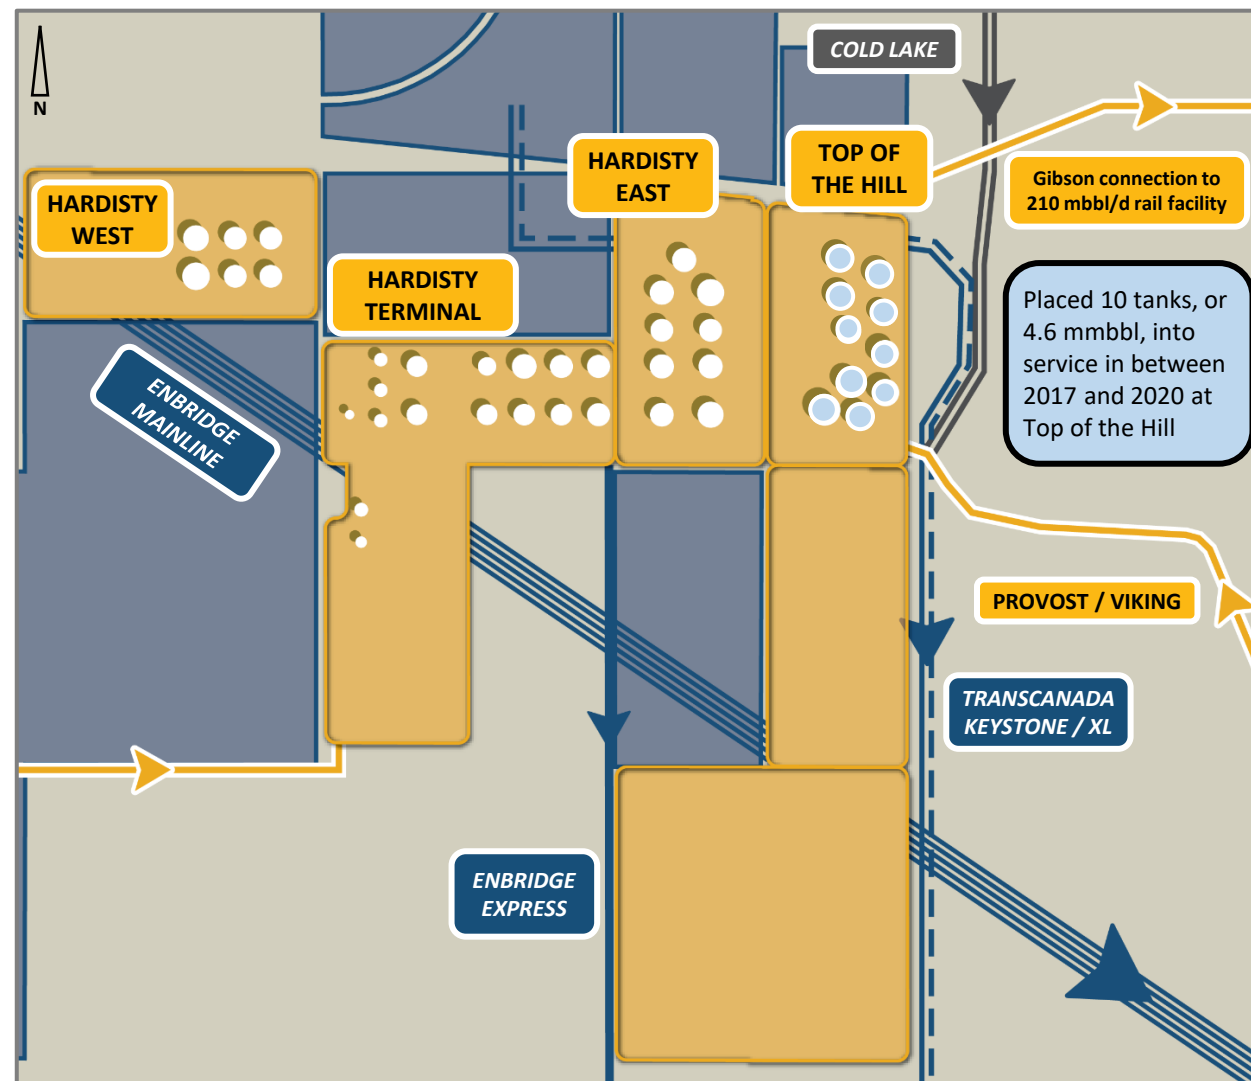 COLD LAKE
N
HARDISTY
EAST
TOP OF
THE HILL
Gibson connection to
210 mbbl/d rail facility
HARDISTY
WEST
HARDISTY
TERMINAL
Placed 10 tanks, or
4.6 mmbbl, into
service in between
2017 and 2020 at
Top of the Hill
ENBRIDGE
MAINLINE
PROVOST / VIKING
TRANSCANADA
KEYSTONE / XL
ENBRIDGE
EXPRESS